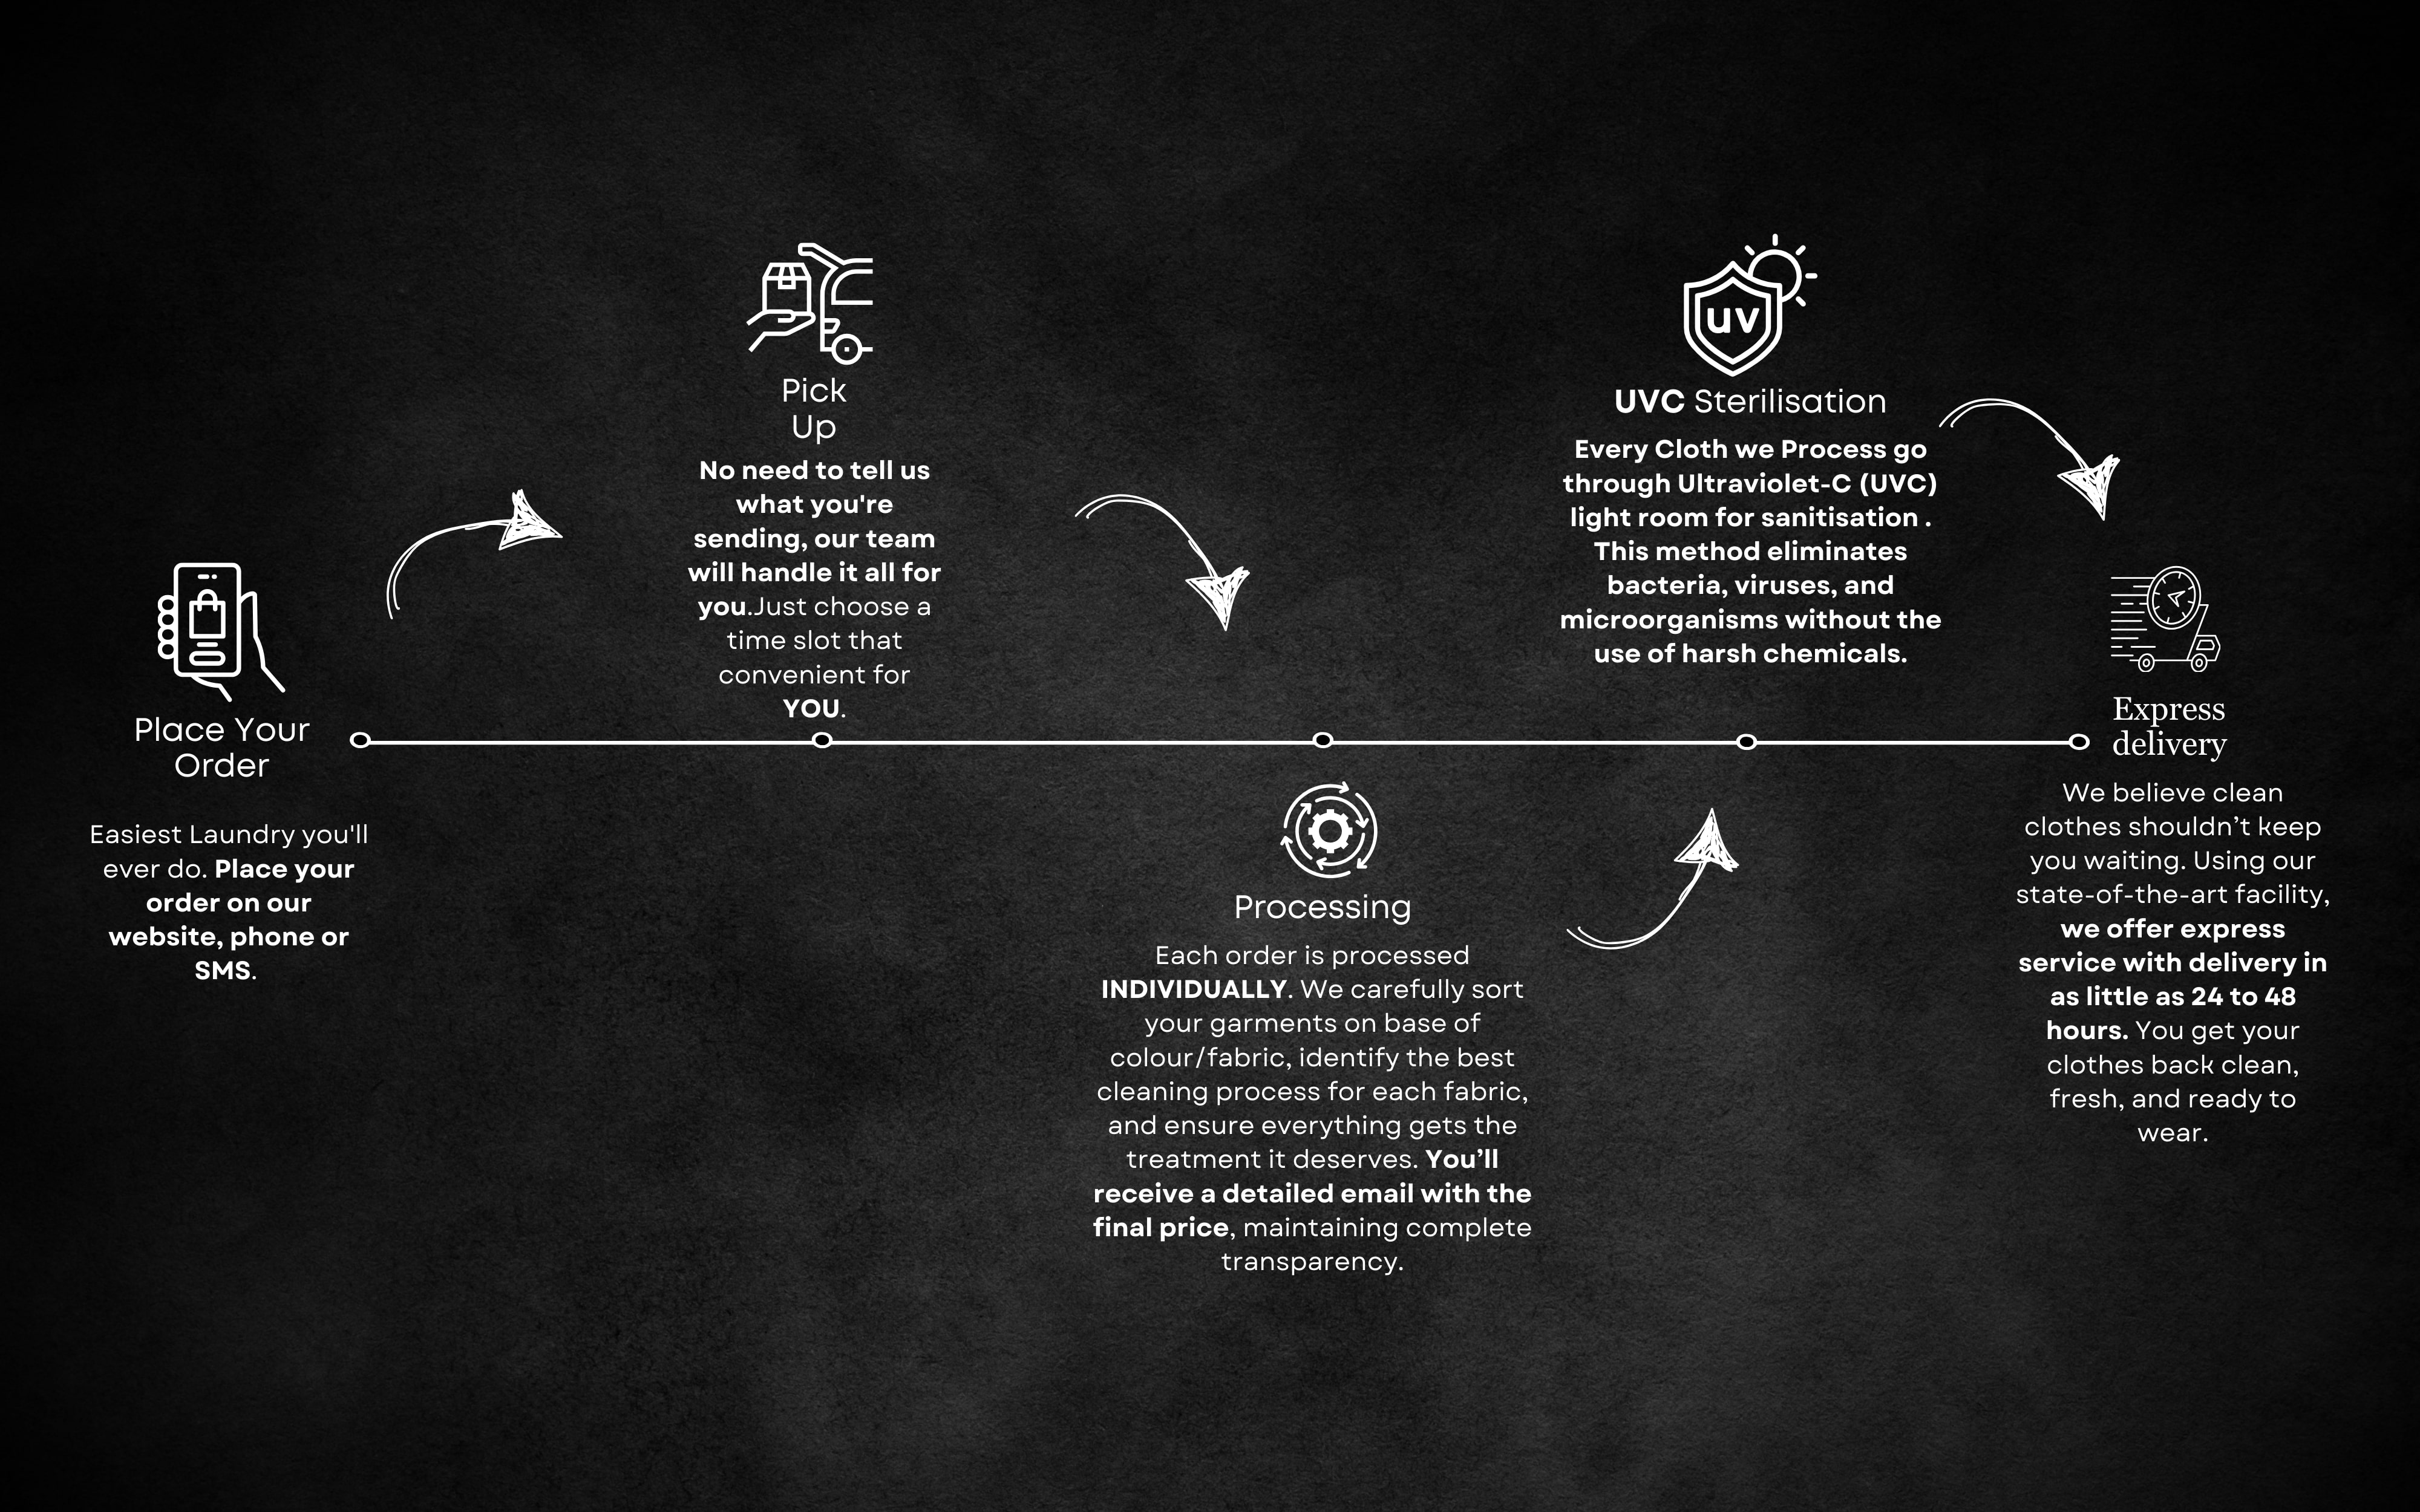 Place Your
Order
Easiest Laundry you'll
ever do. Place your
order on our
website, phone or
SMS.
Pick
Up
No need to tell us
what you're
sending, our team
will handle it all for
you.Just choose a
time slot that
convenient for
YOU.
Processing
Each order is processed
INDIVIDUALLY. We carefully sort
your garments on base of
colour/fabric, identify the best
cleaning process for each fabric,
and ensure everything gets the
treatment it deserves. You’ll
receive a detailed email with the
final price, maintaining complete
transparency.
uv
UVC Sterilisation
Every Cloth we Process go
through Ultraviolet-C (UVC)
light room for sanitisation .
This method eliminates
bacteria, viruses, and
microorganisms without the
use of harsh chemicals.
Express
delivery
We believe clean
clothes shouldn’t keep
you waiting. Using our
state-of-the-art facility,
we offer express
service with delivery in
as little as 24 to 48
hours. You get your
clothes back clean,
fresh, and ready to
wear.